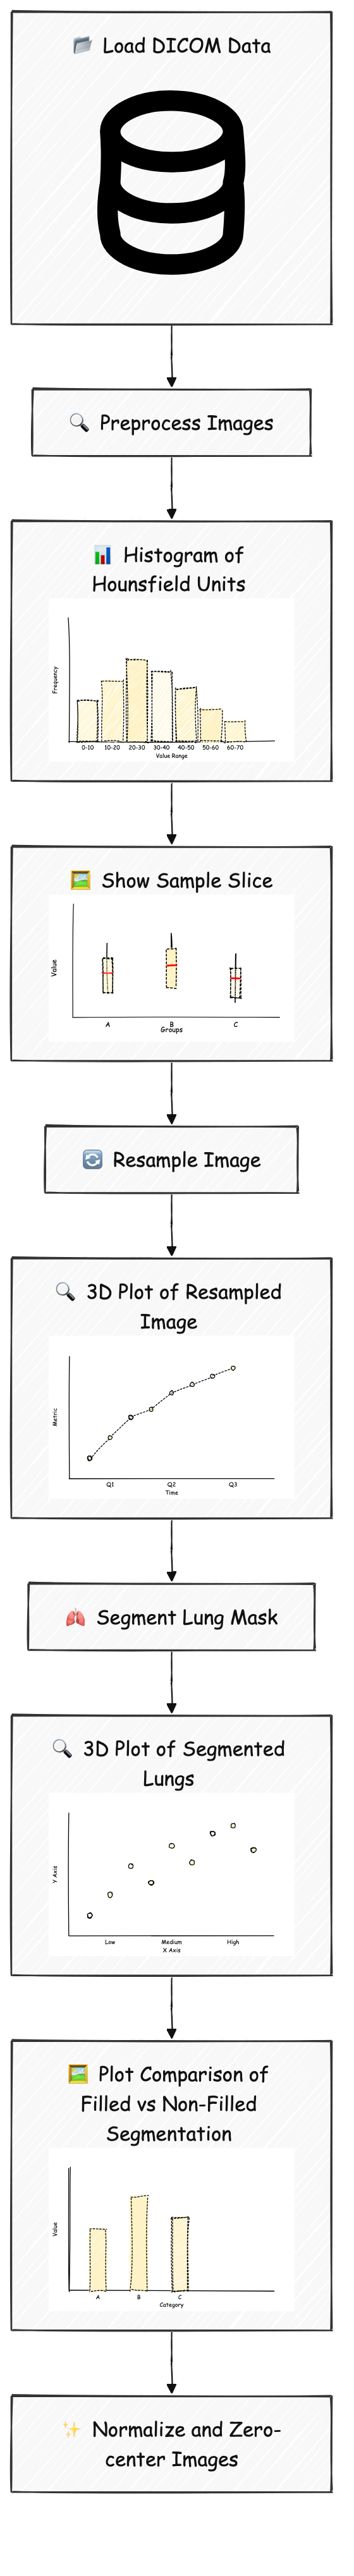 📂 Load DICOM Data
🔍 Preprocess Images
📊 Histogram of
Hounsfield Units
Frequency
0-10 10-20 20-30 30-40 40-50 50-60 60-70
Value Range
🖼️ Show Sample Slice
Value
A B C
Groups
🔄 Resample Image
🔍 3D Plot of Resampled
Image
Metric
Q1 Q2 Q3
Time
🫁 Segment Lung Mask
🔍 3D Plot of Segmented
Lungs
Y Axis
Low Medium High
X Axis
🖼️ Plot Comparison of
Filled vs Non-Filled
Segmentation
Value
A B C
Category
✨ Normalize and Zero-
center Images